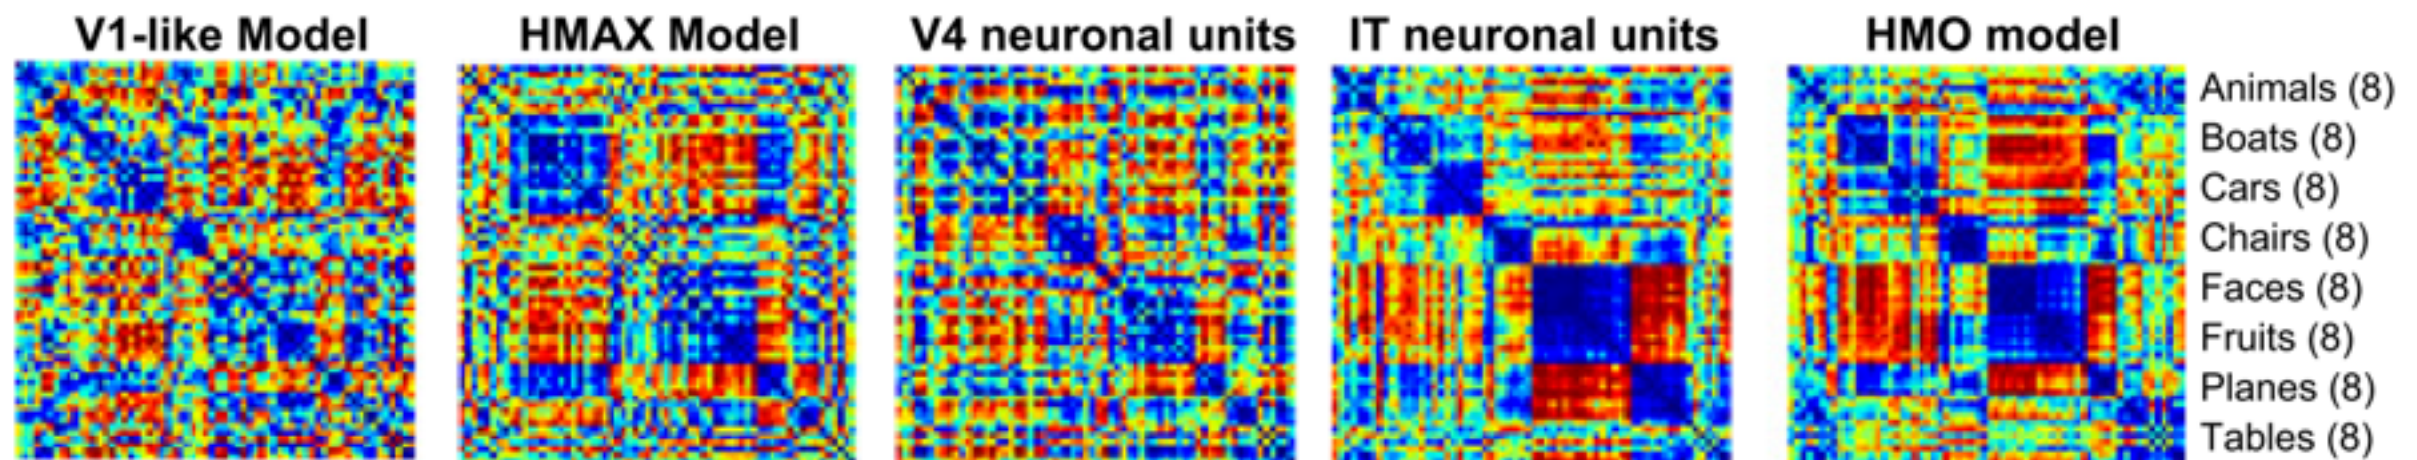 V1-like Model HMAX Model V4 neuronal units IT neuronal units HMO model
Animals (8)
Boats (8)
Cars (8)
Chairs (8)
Faces (8)
Fruits (8)
Planes (8)
Tables (8)